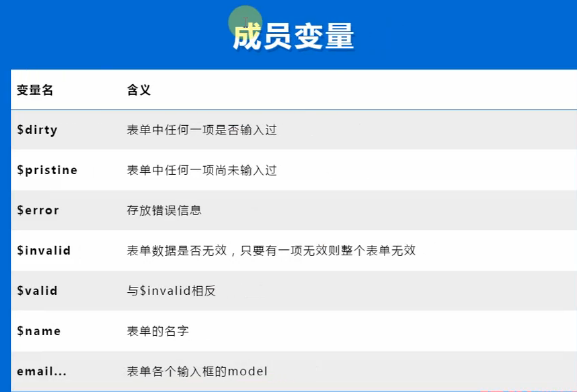 成员变量
变量名 含义
$dirty 表单中任何一项是否输入过
$pristine 表单中任何一项尚未输入过
$error 存放错误信息
$invalid 表单数据是否无效，只要有一项无效则整个表单无效
$valid 与$invalid相反
$name 表单的名字
email... 表单各个输入框的model